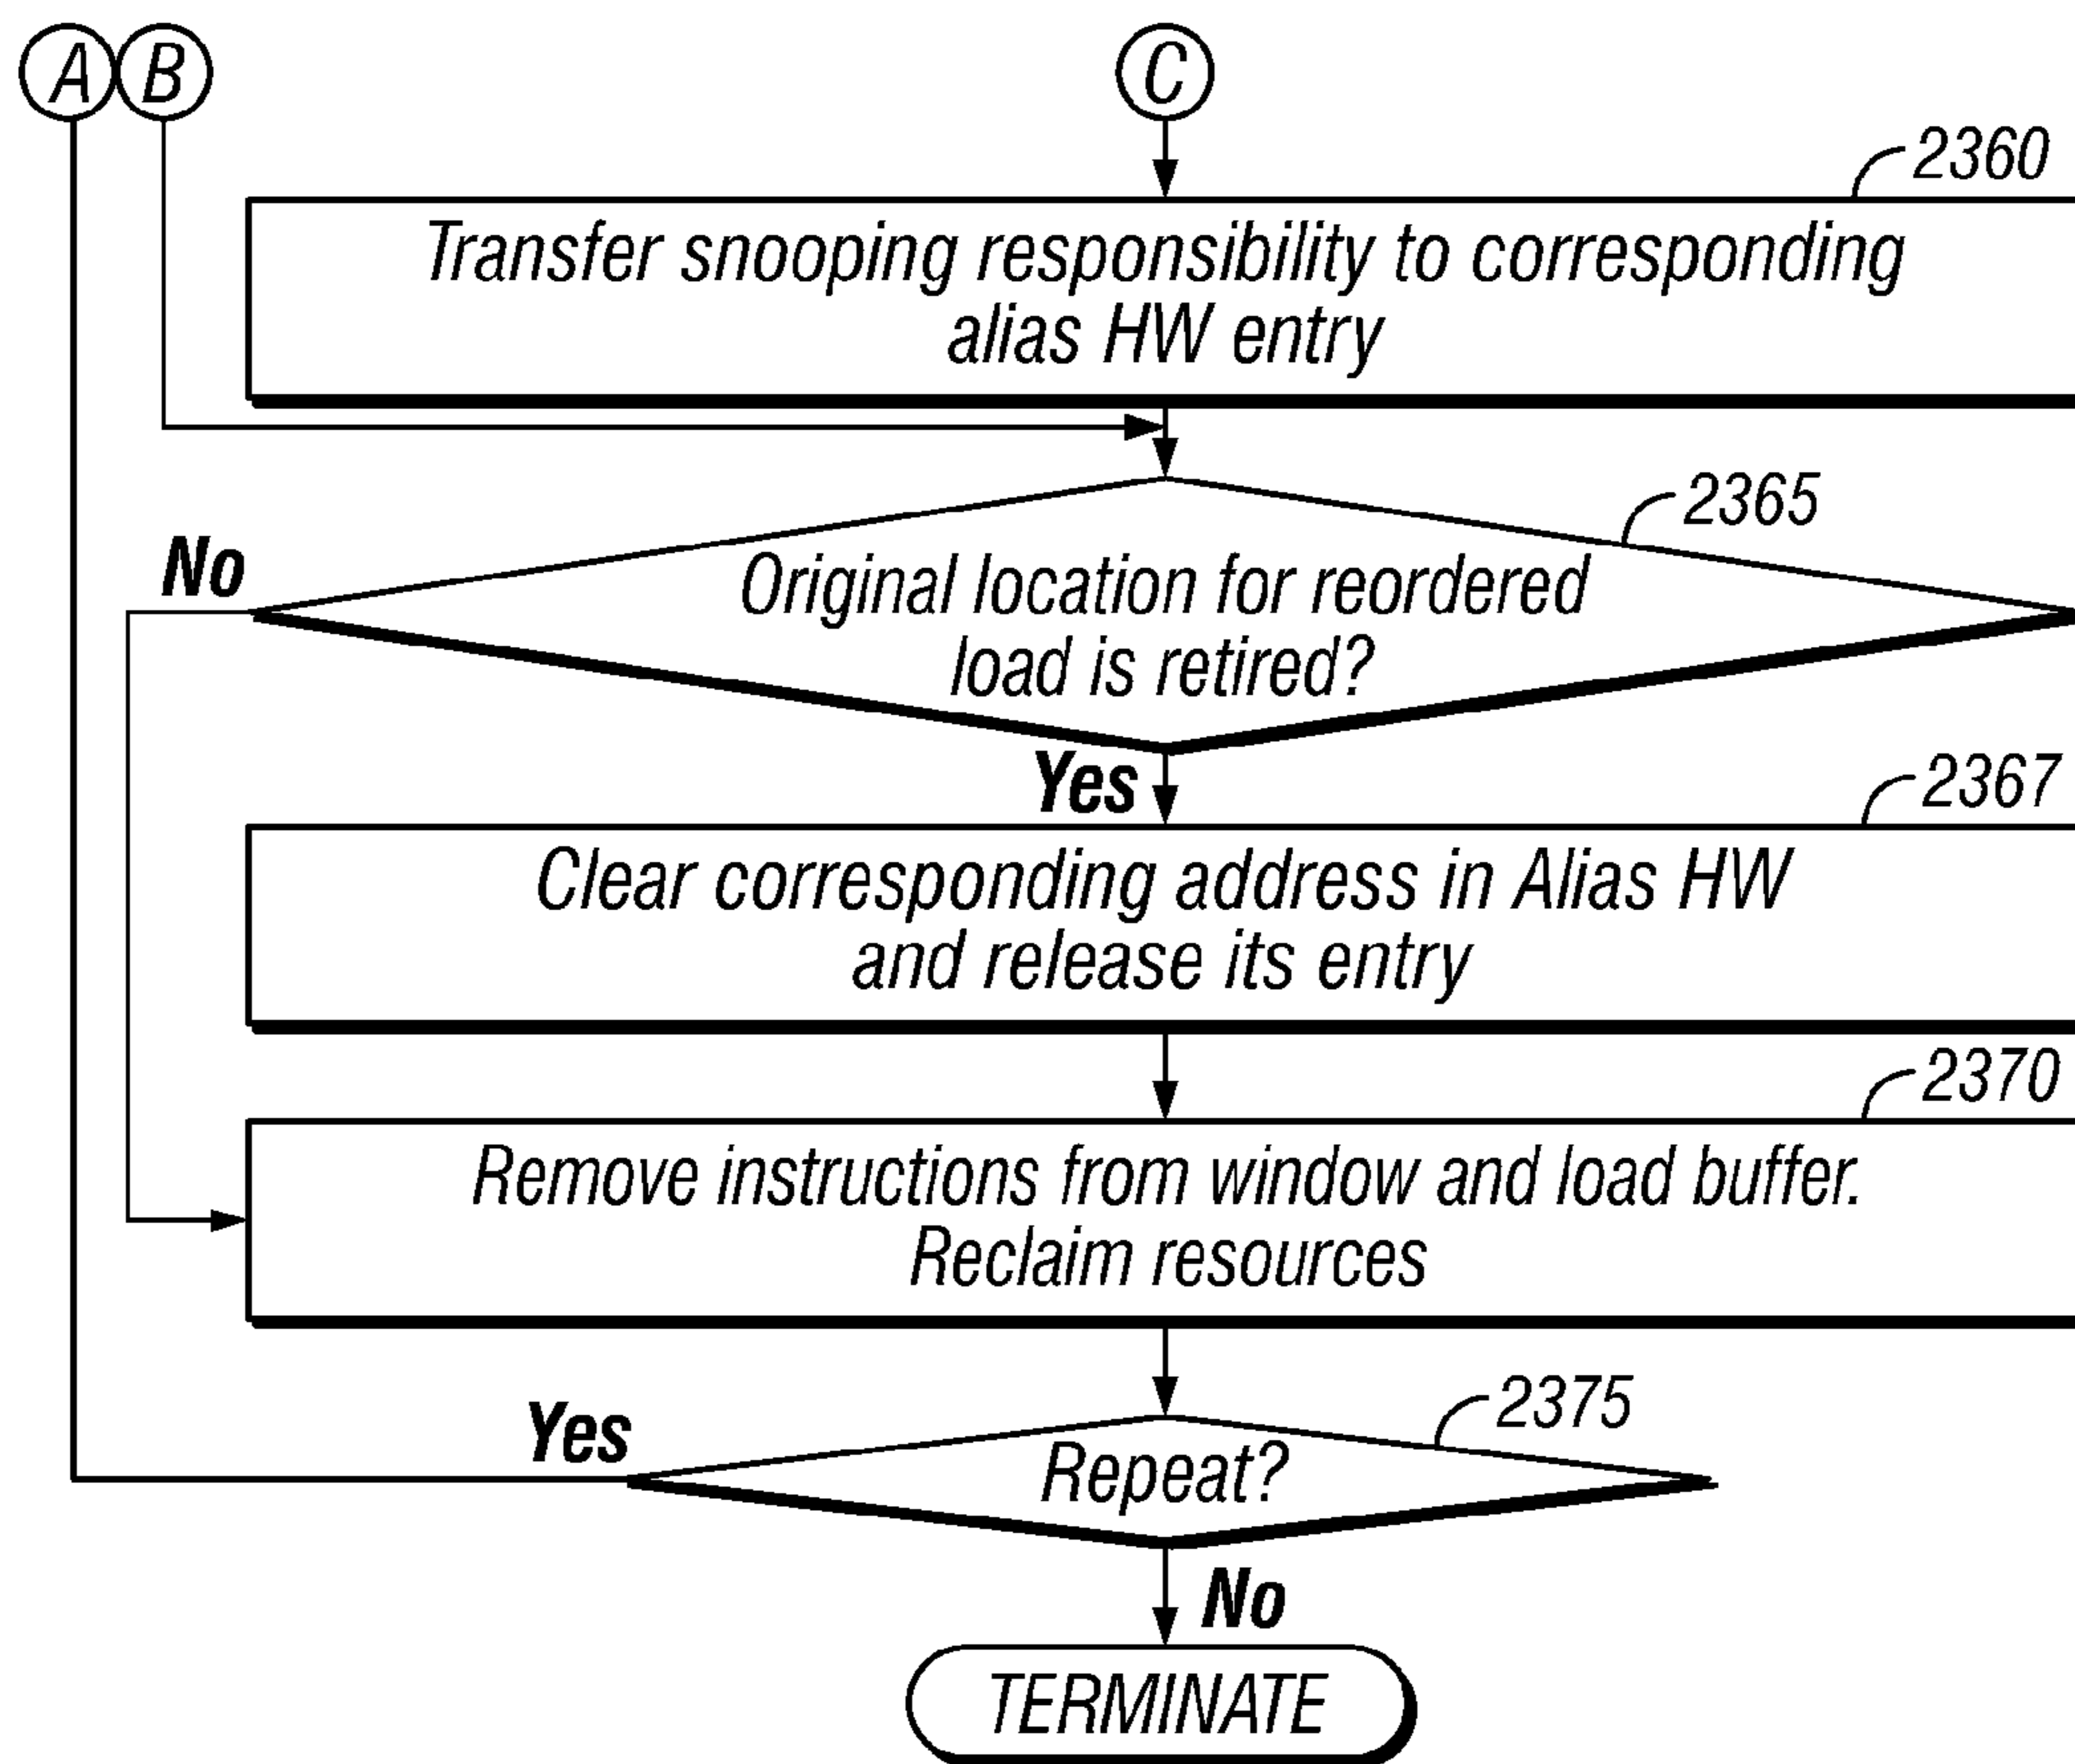 A B C
2360
Transfer snooping responsibility to corresponding
alias HW entry
2365
No
Original location for reordered
load is retired?
Yes
2367
Clear corresponding address in Alias HW
and release its entry
2370
Remove instructions from window and load buffer.
Reclaim resources
2375
Yes
Repeat?
No
TERMINATE